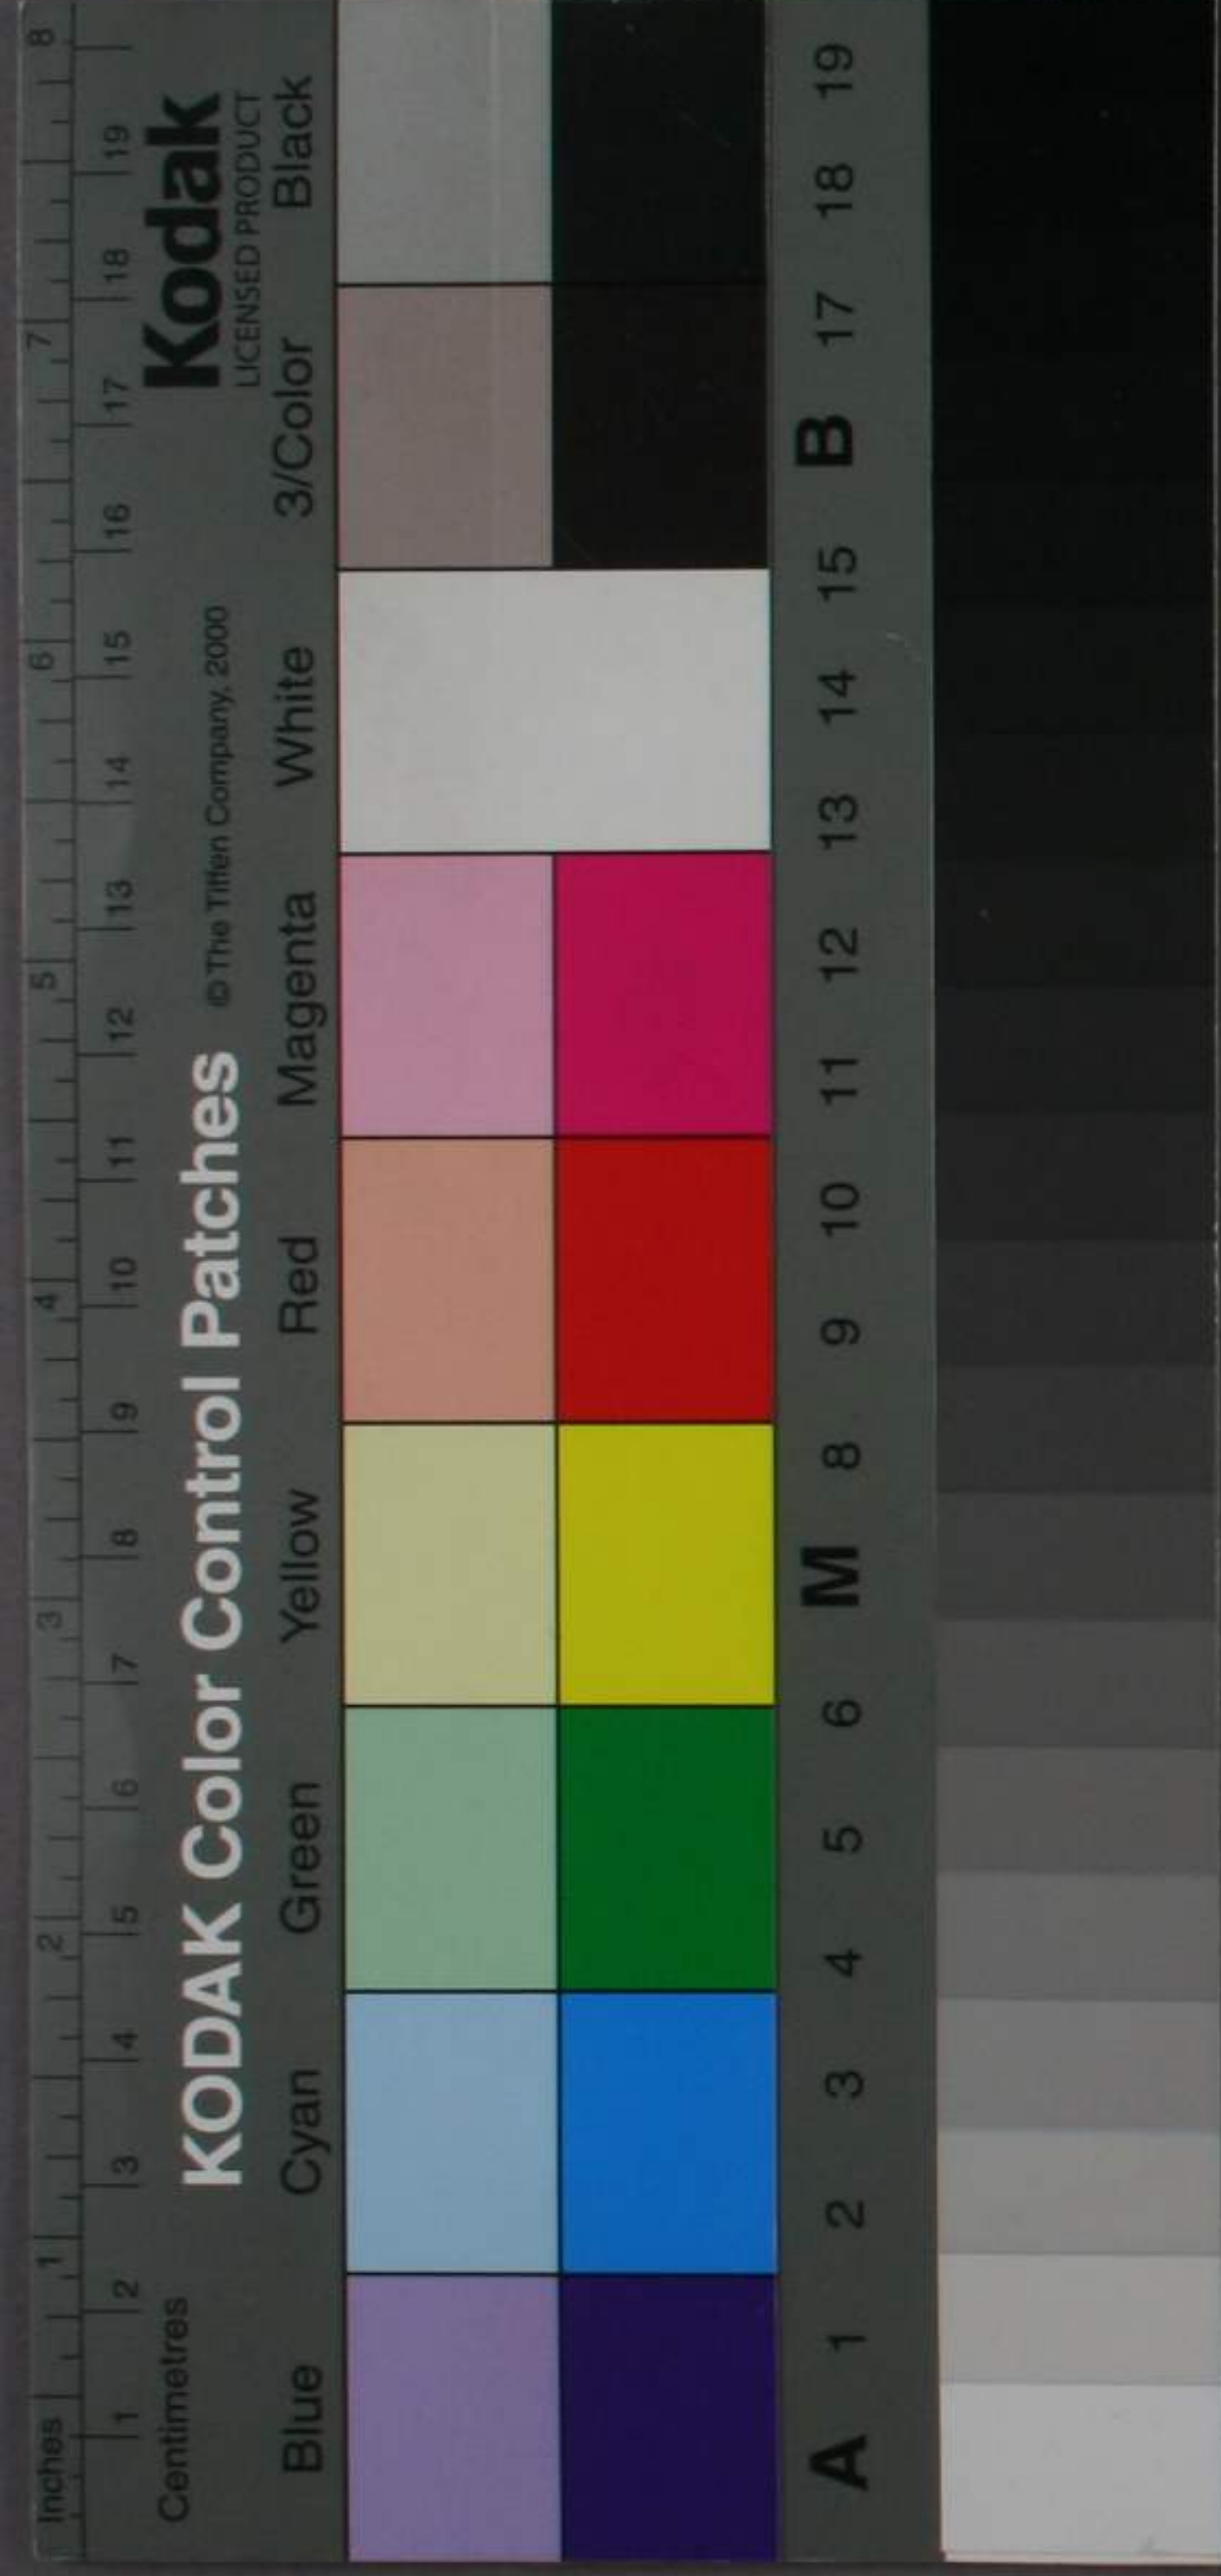 Inches 1 2 3 4 5 6 7 8
1 2 3 4 5 6 7 8 9 10 11 12 13 14 15 16 17 18 19
Centimetres
KODAK Color Control Patches © The Tiffen Company, 2000 Kodak
LICENSED PRODUCT
Blue Cyan Green Yellow Red Magenta White 3/Color Black
A 1 2 3 4 5 6 M 8 9 10 11 12 13 14 15 B 17 18 19